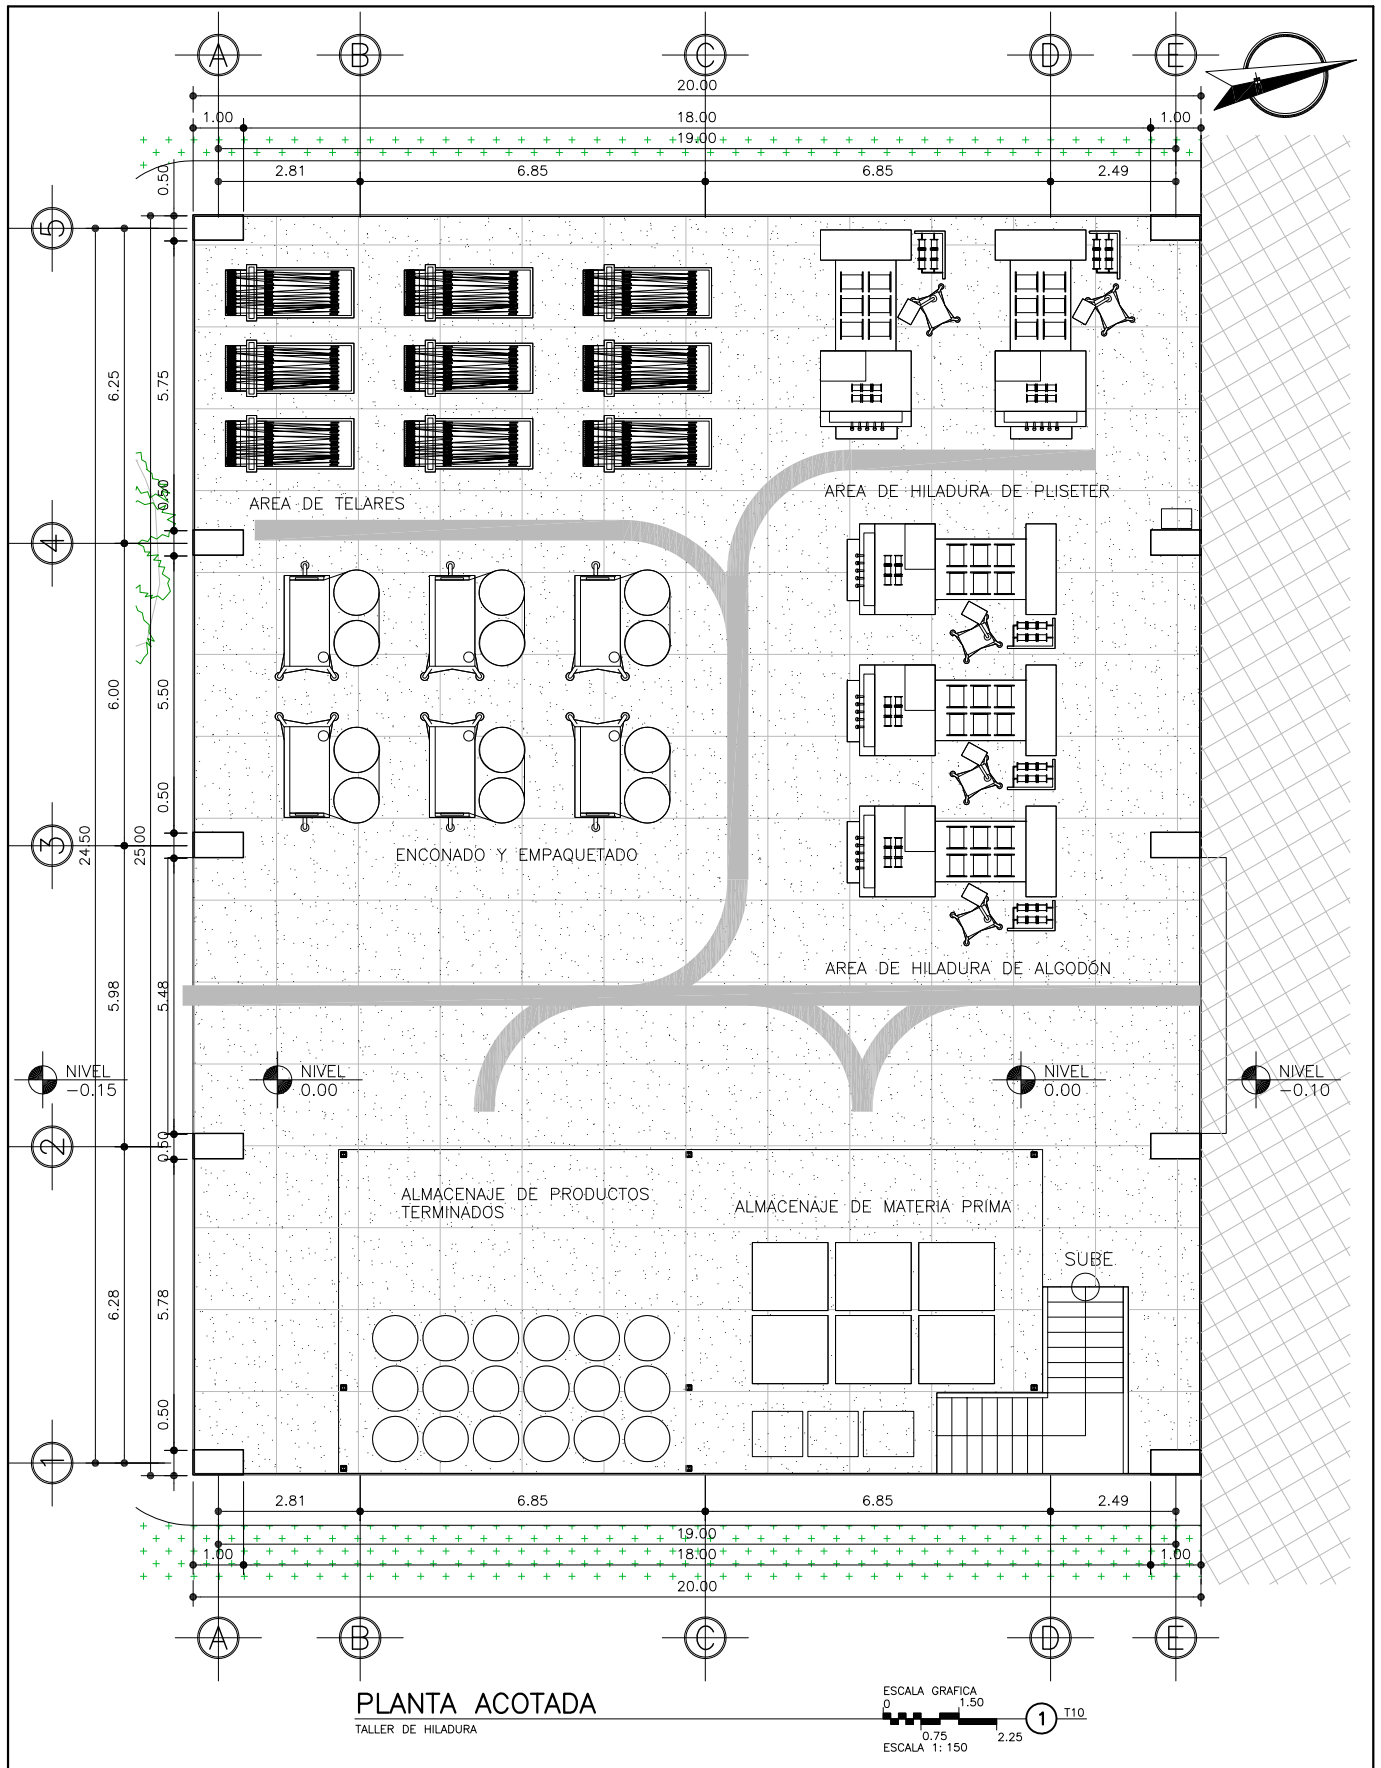 A B C D E
20.00
1.00 18.00 1.00
19.00
2.81 6.85 6.85 2.49
0.50
5
6.25
5.75
AREA DE TELARES
AREA DE HILADURA DE PLISETER
0.50
4
6.00
5.50
0.50
3
24.50
25.00
ENCONADO Y EMPAQUETADO
AREA DE HILADURA DE ALGODÓN
5.98
5.48
NIVEL
-0.15
NIVEL
0.00
NIVEL
0.00
NIVEL
-0.10
2
0.50
ALMACENAJE DE PRODUCTOS
TERMINADOS
ALMACENAJE DE MATERIA PRIMA
SUBE
6.28
5.78
0.50
1
2.81 6.85 6.85 2.49
19.00
1.00 18.00 1.00
20.00
A B C D E
PLANTA ACOTADA
TALLER DE HILADURA
ESCALA GRAFICA
0 1.50
0.75 2.25
ESCALA 1: 150
1 T10